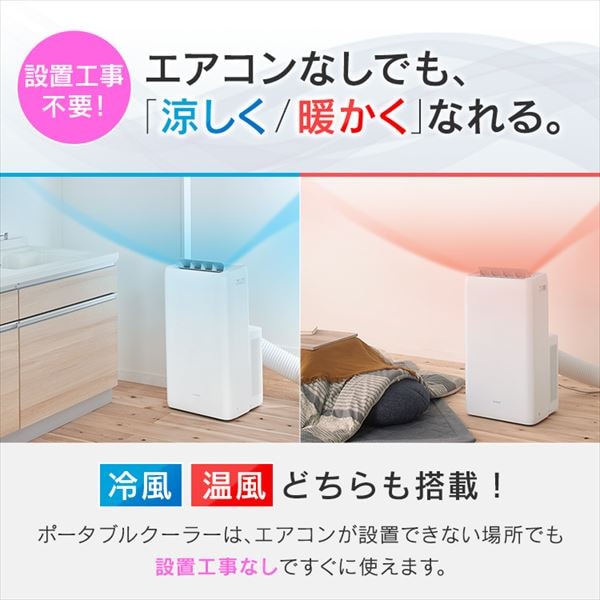 設置工事
不要!
エアコンなしでも、
「涼しく/暖かく」なれる。
冷風 温風 どちらも搭載!
ポータブルクーラーは、エアコンが設置できない場所でも
設置工事なしですぐに使えます。